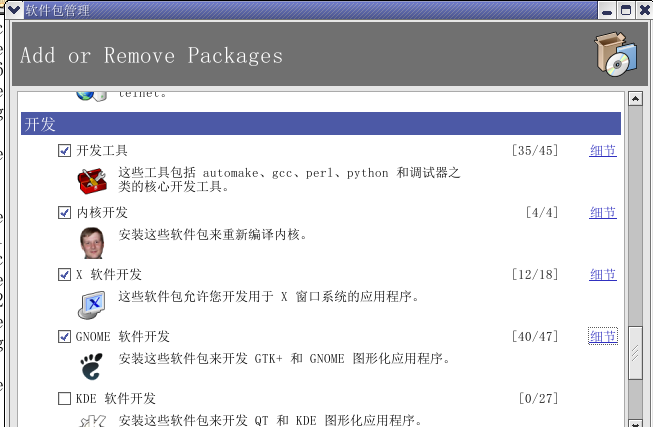 软件包管理
Add or Remove Packages
telnet。
开发
开发工具 [35/45] 细节
这些工具包括 automake、gcc、perl、python 和调试器之
类的核心开发工具。
内核开发 [4/4] 细节
安装这些软件包来重新编译内核。
X 软件开发 [12/18] 细节
这些软件包允许您开发用于 X 窗口系统的应用程序。
GNOME 软件开发 [40/47] 细节
安装这些软件包来开发 GTK+ 和 GNOME 图形化应用程序。
KDE 软件开发 [0/27]
安装这些软件包来开发 QT 和 KDE 图形化应用程序。